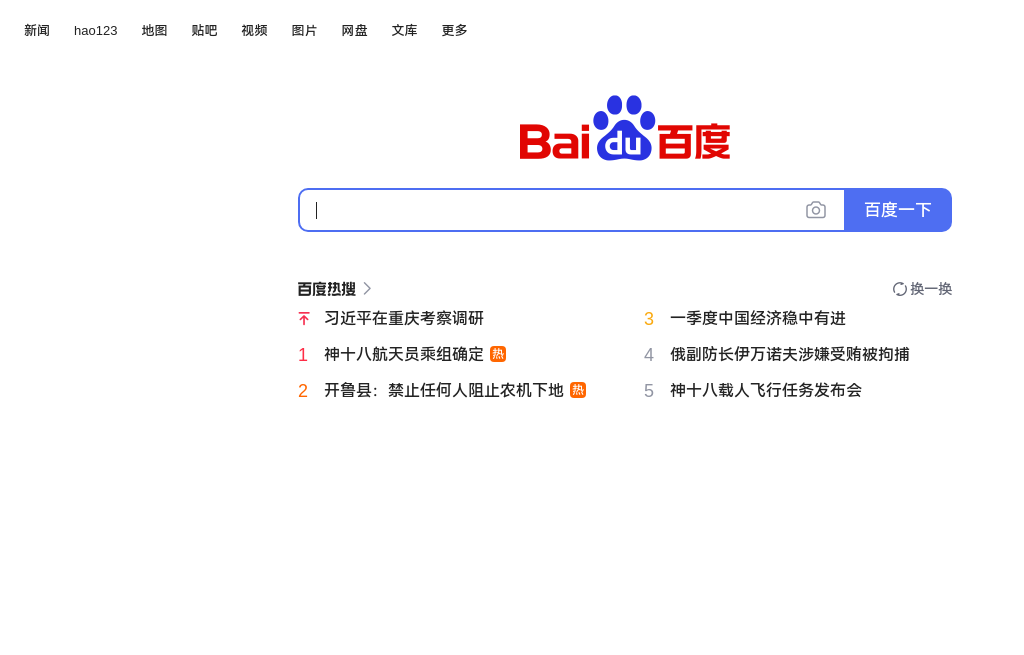 新闻 hao123 地图 贴吧 视频 图片 网盘 文库 更多
Baidu百度
百度一下
百度热搜 换一换
习近平在重庆考察调研
1 神十八航天员乘组确定 热
2 开鲁县：禁止任何人阻止农机下地 热
3 一季度中国经济稳中有进
4 俄副防长伊万诺夫涉嫌受贿被拘捕
5 神十八载人飞行任务发布会